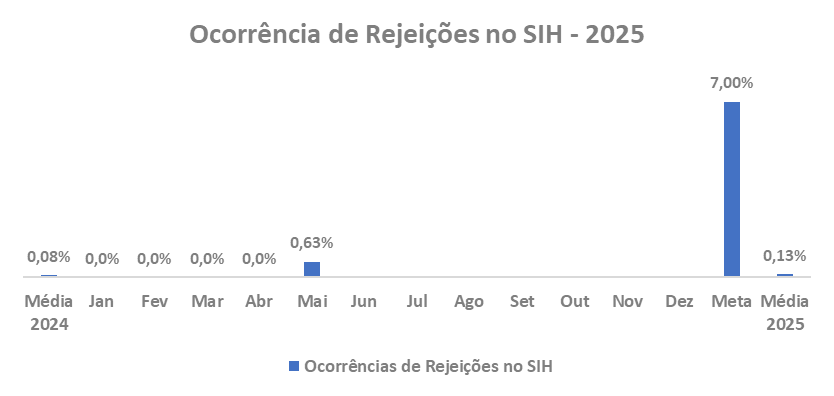 Ocorrência de Rejeições no SIH - 2025
7,00%
0,63%
0,08% 0,0% 0,0% 0,0% 0,0% 0,13%
Média Jan Fev Mar Abr Mai Jun Jul Ago Set Out Nov Dez Meta Média
2024 2025
Ocorrências de Rejeições no SIH